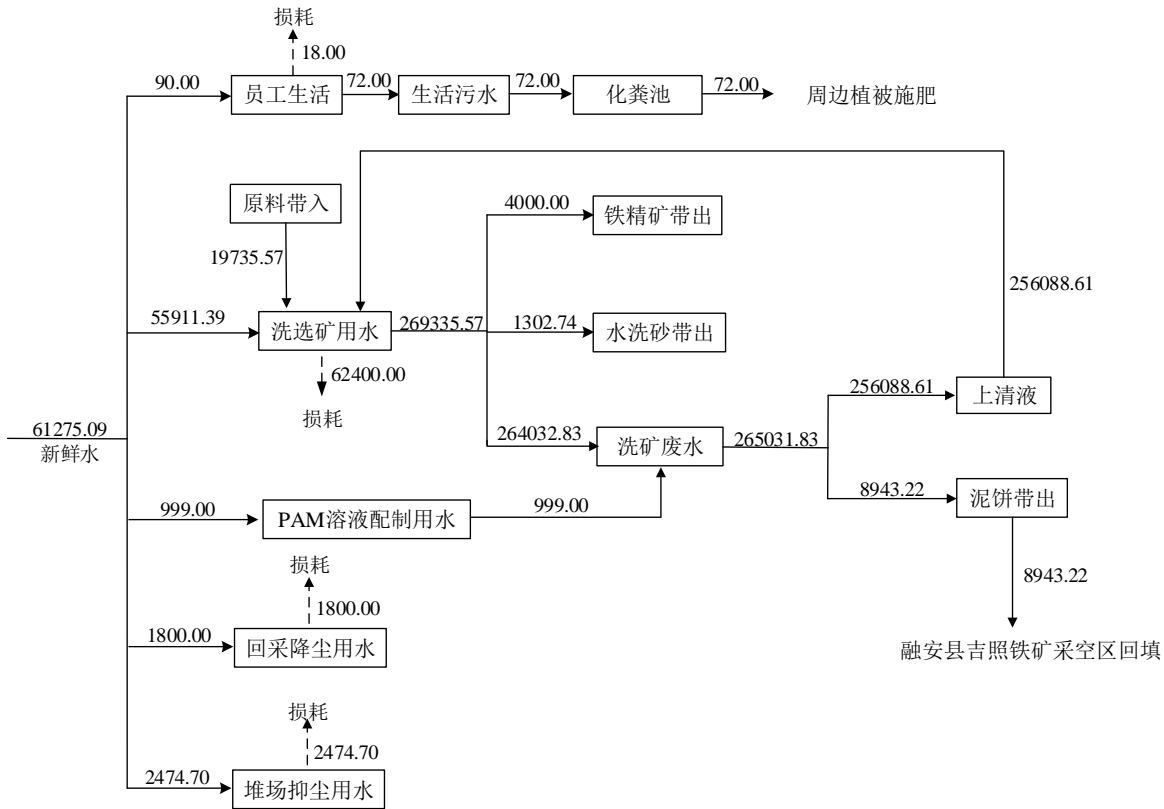 损耗
18.00
90.00
员工生活
72.00
生活污水
72.00
化粪池
72.00
周边植被施肥
原料带入
19735.57
4000.00
铁精矿带出
256088.61
55911.39
洗选矿用水
269335.57
1302.74
水洗砂带出
62400.00
损耗
256088.61
上清液
61275.09
新鲜水
264032.83
洗矿废水
265031.83
8943.22
泥饼带出
999.00
PAM溶液配制用水
999.00
8943.22
损耗
1800.00
1800.00
回采降尘用水
融安县吉照铁矿采空区回填
损耗
2474.70
2474.70
堆场抑尘用水